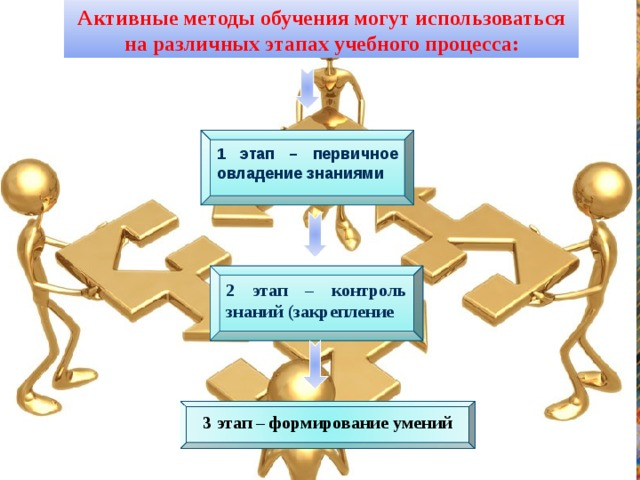 Активные методы обучения могут использоваться
на различных этапах учебного процесса:
1 этап – первичное
овладение знаниями
2 этап – контроль
знаний (закрепление
3 этап – формирование умений